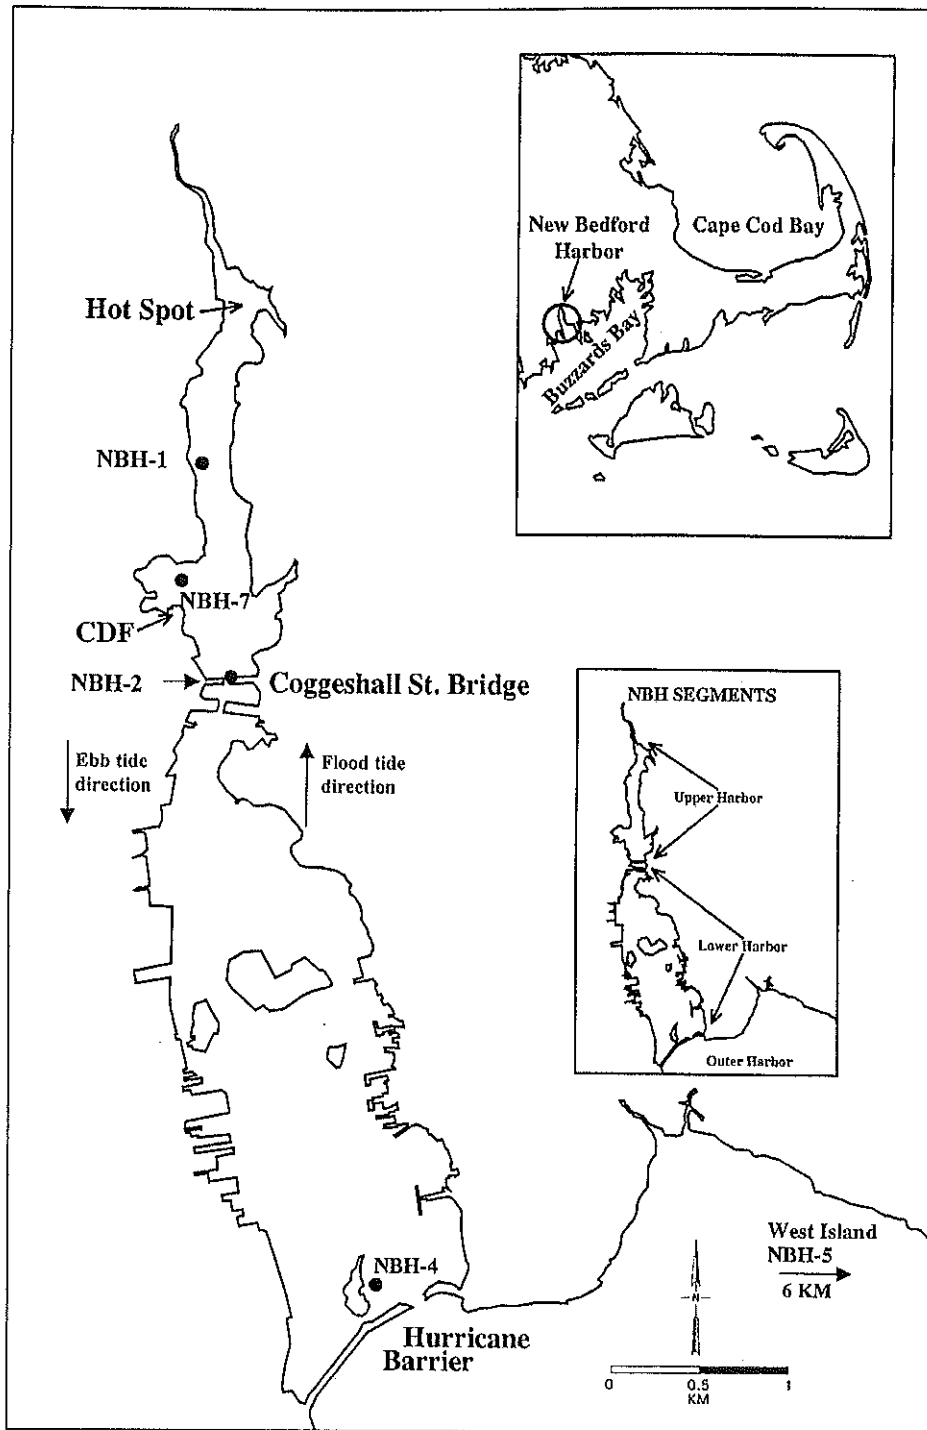 New Bedford
Harbor
Cape Cod Bay
Buzzards Bay
Hot Spot
NBH-1
NBH-7
CDF
NBH-2
Coggeshall St. Bridge
Ebb tide
direction
Flood tide
direction
NBH SEGMENTS
Upper Harbor
Lower Harbor
Outer Harbor
West Island
NBH-5
6 KM
NBH-4
Hurricane
Barrier
N
0 0.5 1
KM